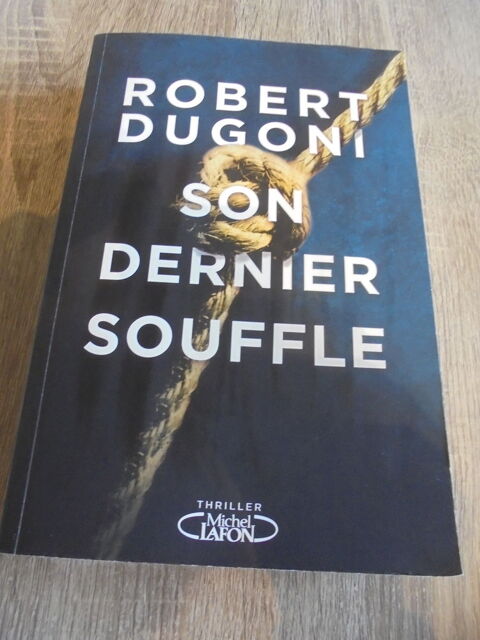 ROBERT
DUGONI
SON
DERNIER
SOUFFLE
THRILLER
Michel
LAFON